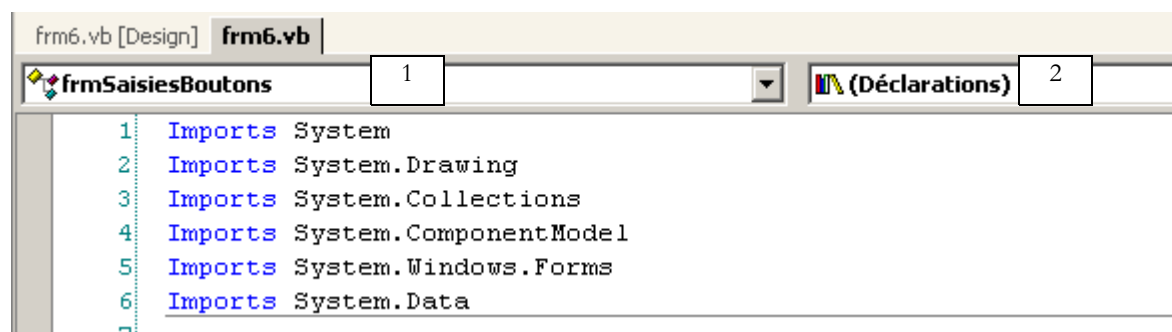 frm6.vb [Design] frm6.vb
frmSaisiesBoutons 1 (Déclarations) 2
1 Imports System
2 Imports System.Drawing
3 Imports System.Collections
4 Imports System.ComponentModel
5 Imports System.Windows.Forms
6 Imports System.Data